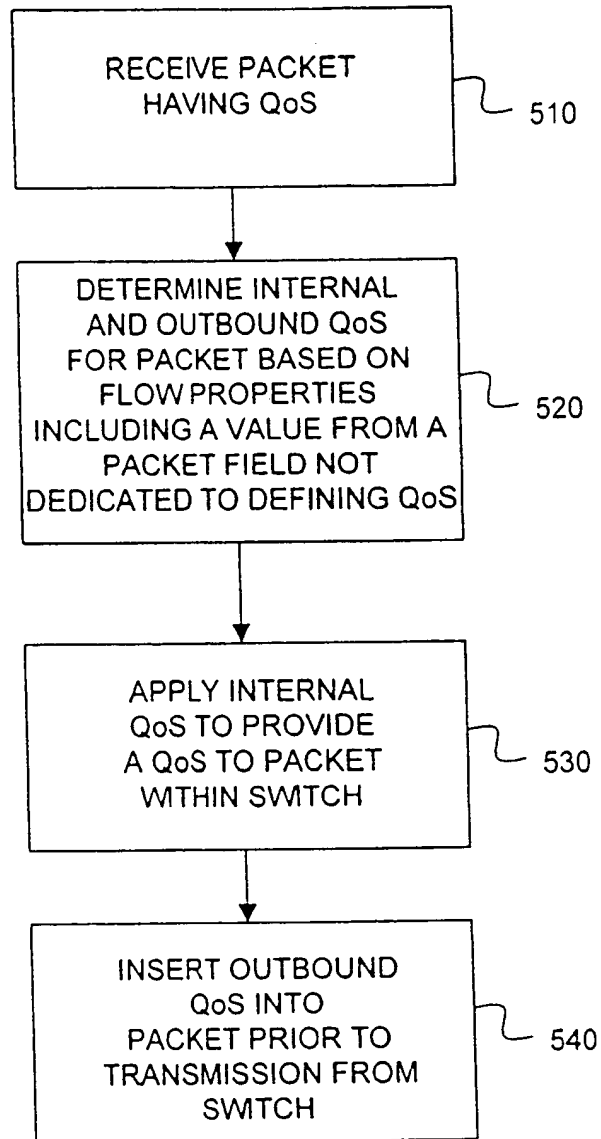 RECEIVE PACKET
HAVING QoS
510
DETERMINE INTERNAL
AND OUTBOUND QoS
FOR PACKET BASED ON
FLOW PROPERTIES
INCLUDING A VALUE FROM A
PACKET FIELD NOT
DEDICATED TO DEFINING QoS
520
APPLY INTERNAL
QoS TO PROVIDE
A QoS TO PACKET
WITHIN SWITCH
530
INSERT OUTBOUND
QoS INTO
PACKET PRIOR TO
TRANSMISSION FROM
SWITCH
540